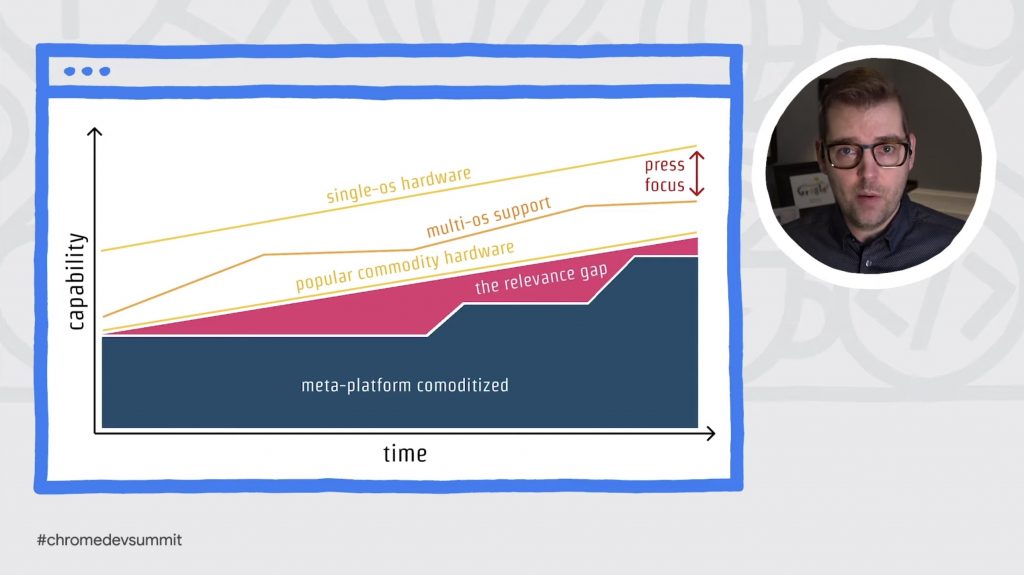 single-os hardware
press
focus
multi-os support
popular commodity hardware
the relevance gap
capability
meta-platform comoditized
time
#chromedevsummit
Google